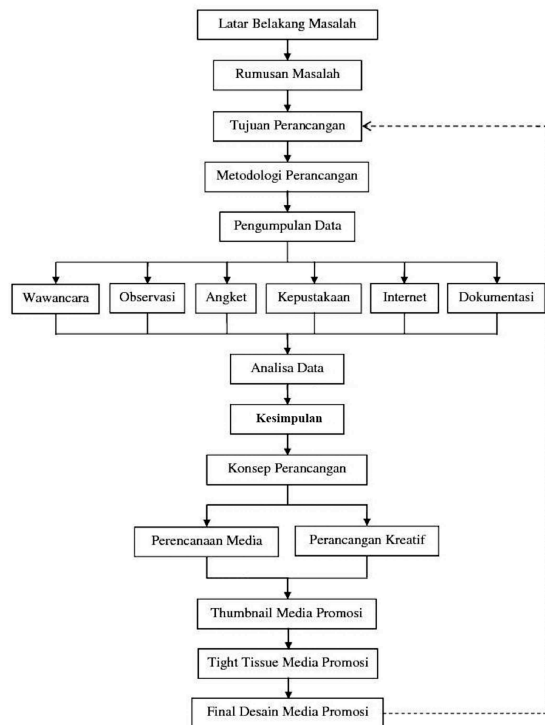 Latar Belakang Masalah
Rumusan Masalah
Tujuan Perancangan
Metodologi Perancangan
Pengumpulan Data
Wawancara
Observasi
Angket
Kepustakaan
Internet
Dokumentasi
Analisa Data
Kesimpulan
Konsep Perancangan
Perencanaan Media
Perancangan Kreatif
Thumbnail Media Promosi
Tight Tissue Media Promosi
Final Desain Media Promosi